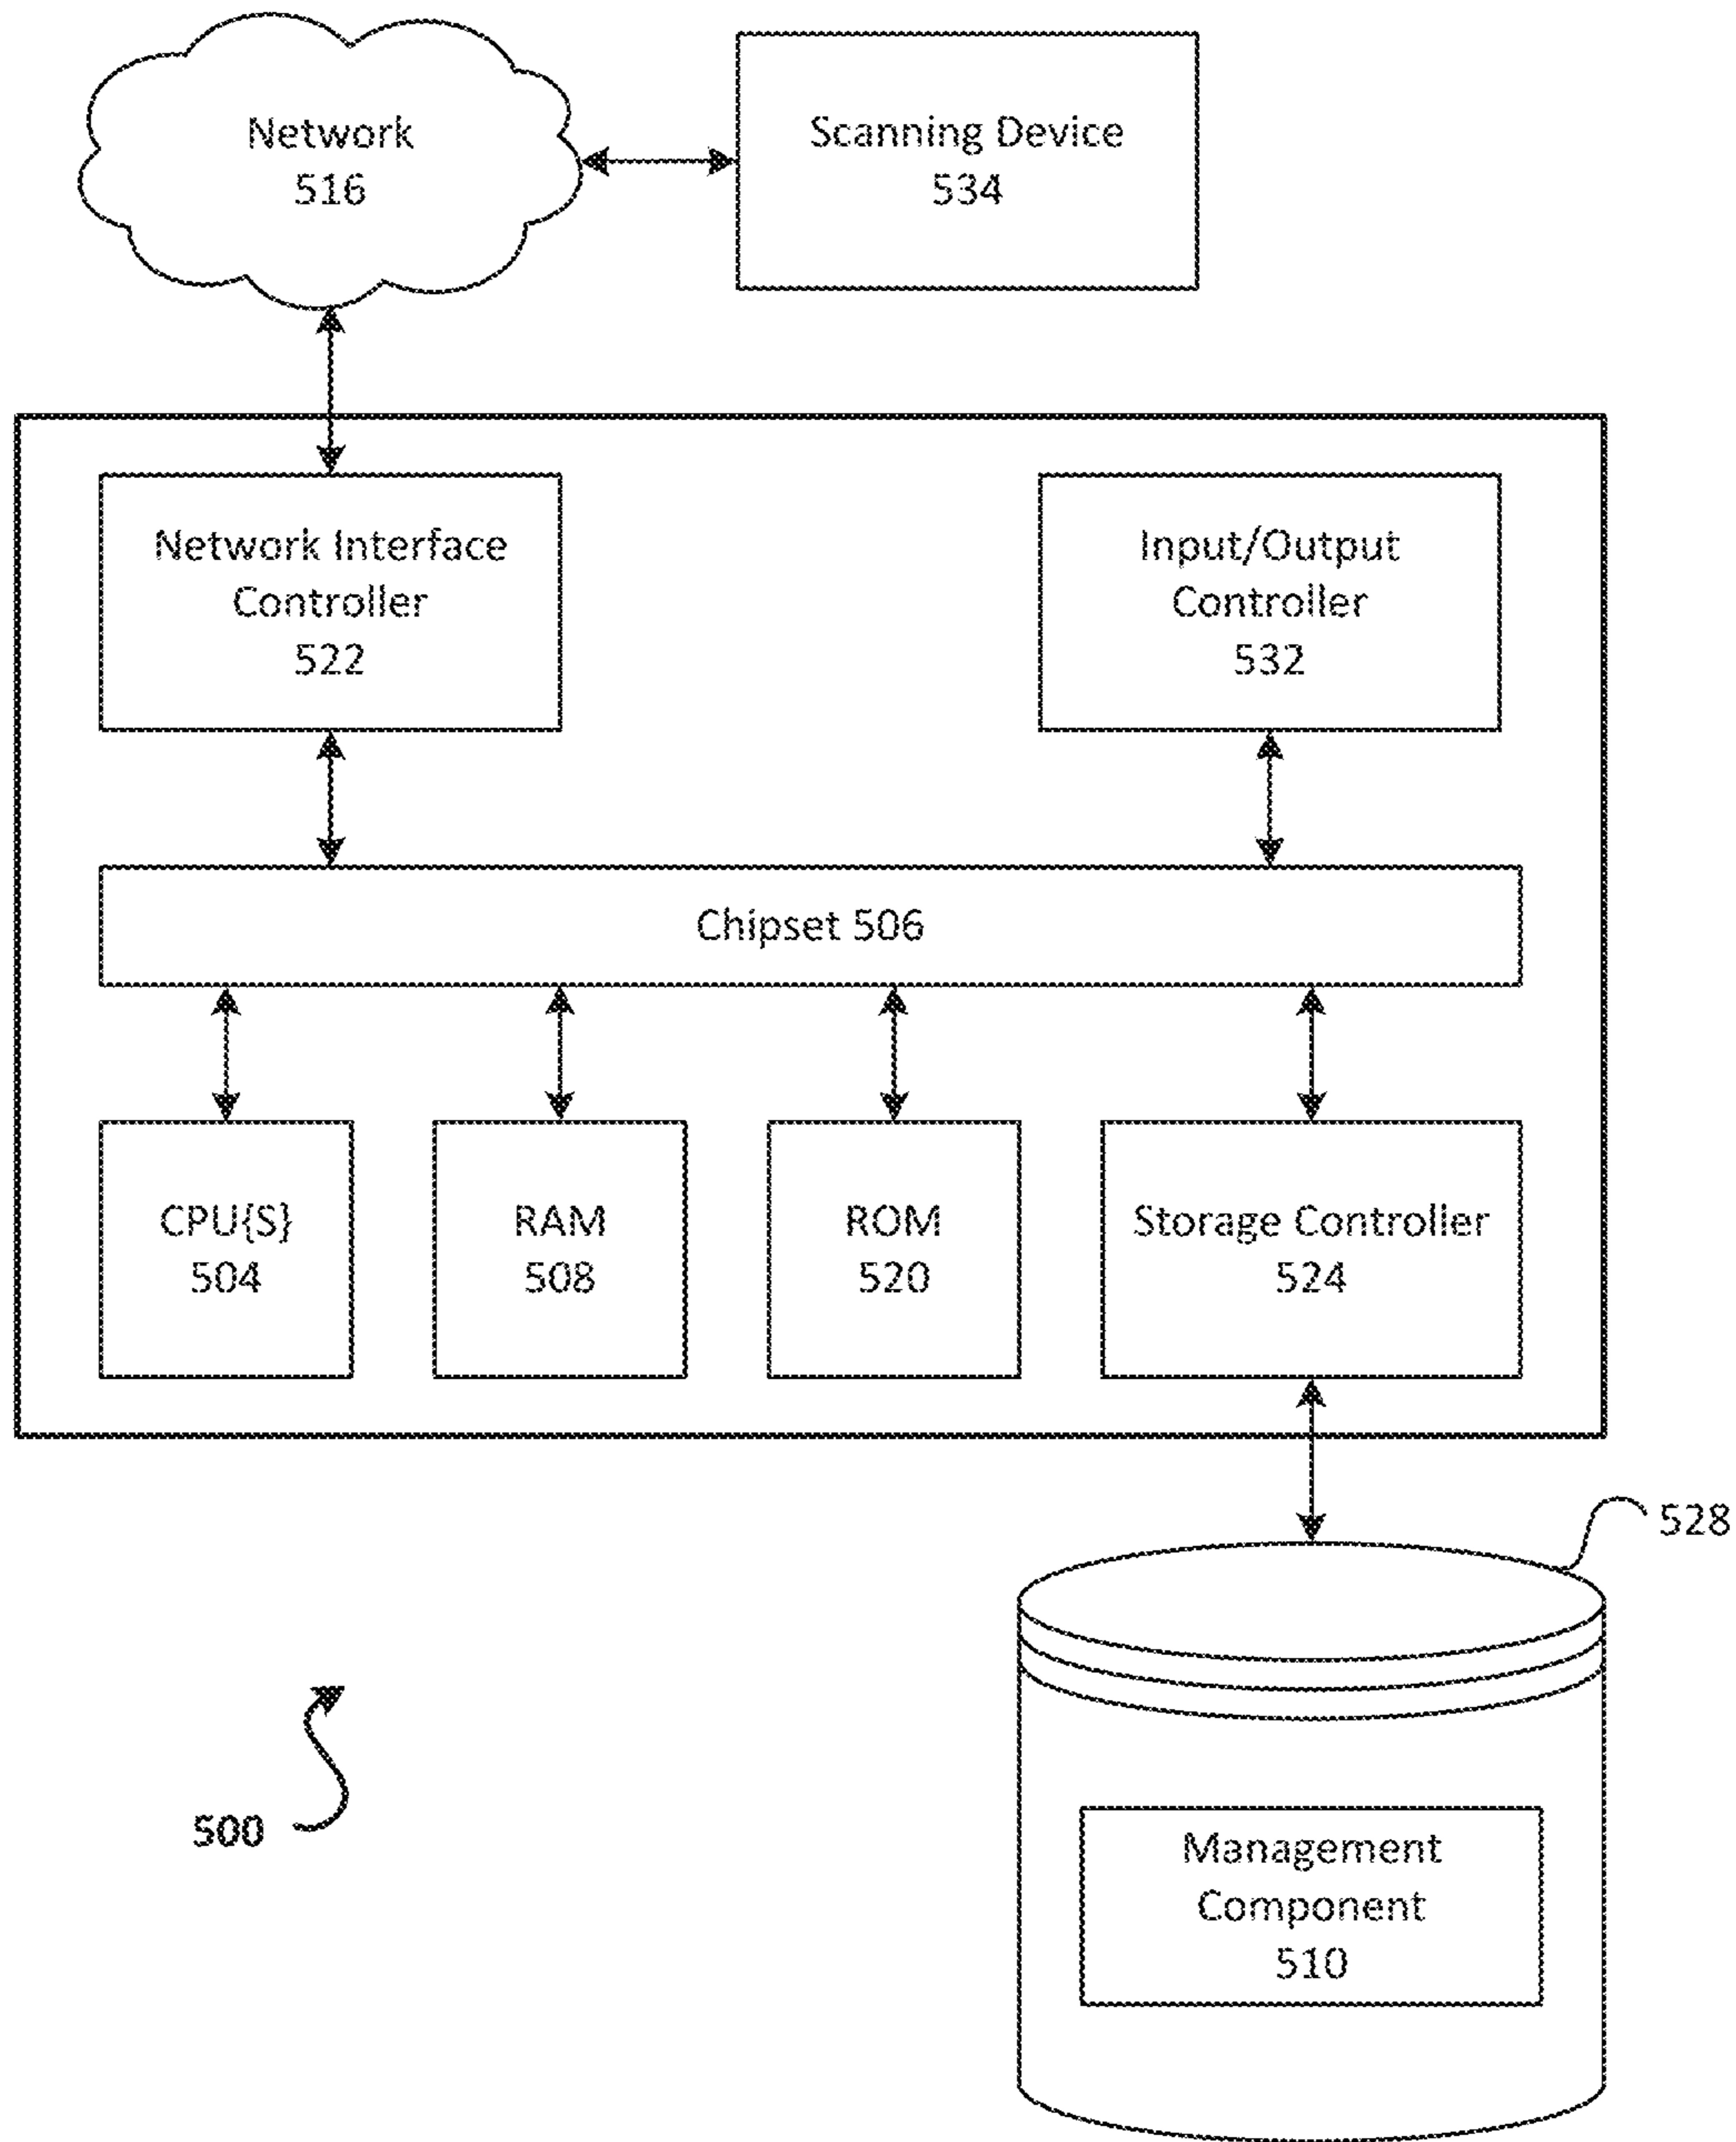 Network
516
Scanning Device
534
Network Interface
Controller
522
Input/Output
Controller
532
Chipset 506
CPU{S}
504
RAM
508
ROM
520
Storage Controller
524
528
500
Management
Component
510